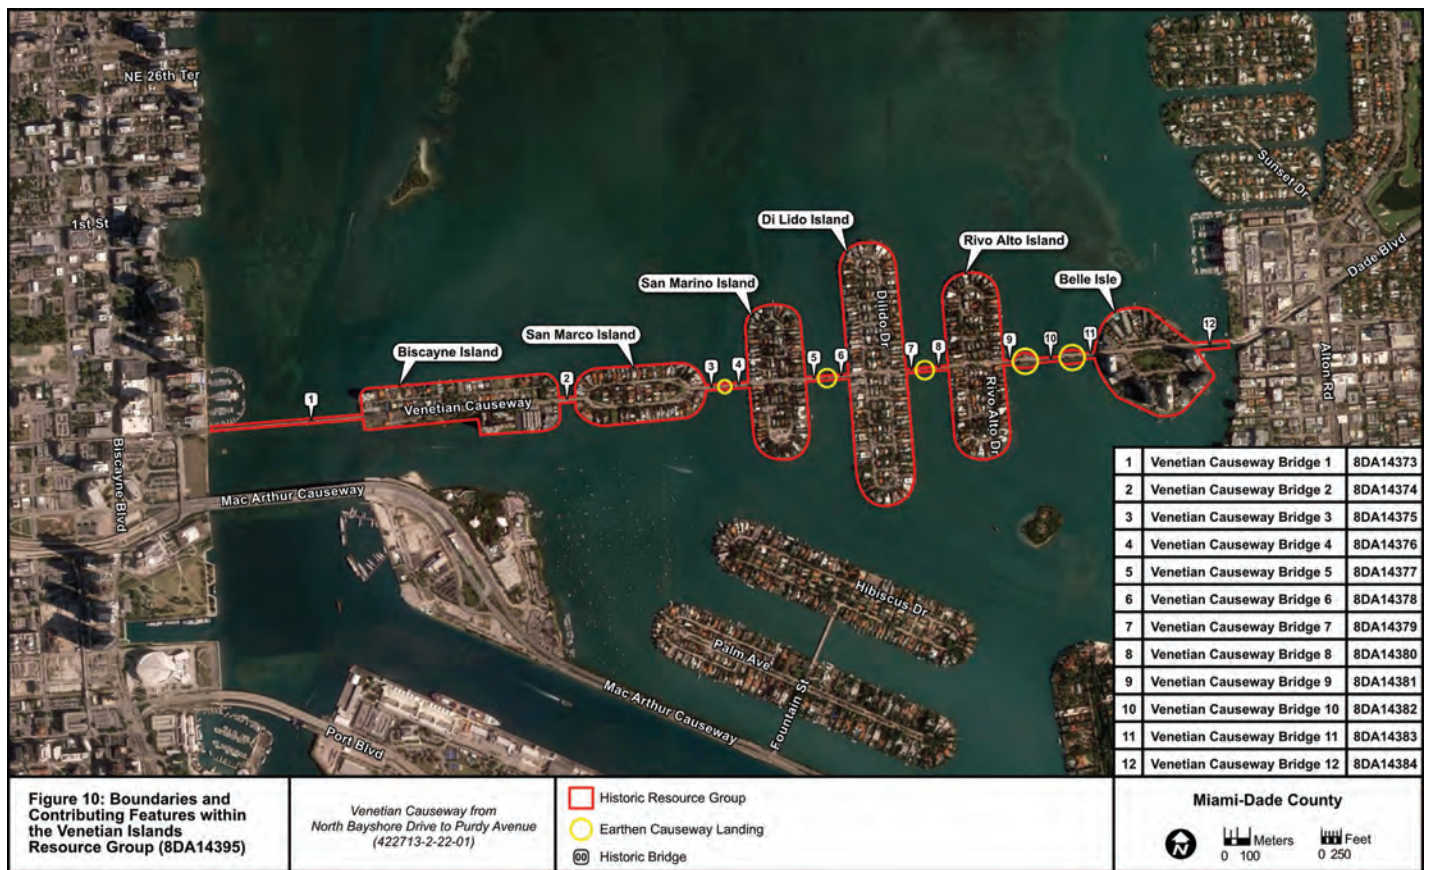 NE 26th Ter
1st St
Biscayne Blvd
Mac Arthur Causeway
Port Blvd
Mac Arthur Causeway
Fountain St
Palm Ave
Hibiscus Dr
Biscayne Island
Venetian Causeway
San Marco Island
San Marino Island
Di Lido Island
Dilido Dr
Rivo Alto Island
Rivo Alto Dr
Belle Isle
Sunset Dr
Dade Blvd
Alton Rd
1
2
3
4
5
6
7
8
9
10
11
12
1 Venetian Causeway Bridge 1 8DA14373
2 Venetian Causeway Bridge 2 8DA14374
3 Venetian Causeway Bridge 3 8DA14375
4 Venetian Causeway Bridge 4 8DA14376
5 Venetian Causeway Bridge 5 8DA14377
6 Venetian Causeway Bridge 6 8DA14378
7 Venetian Causeway Bridge 7 8DA14379
8 Venetian Causeway Bridge 8 8DA14380
9 Venetian Causeway Bridge 9 8DA14381
10 Venetian Causeway Bridge 10 8DA14382
11 Venetian Causeway Bridge 11 8DA14383
12 Venetian Causeway Bridge 12 8DA14384
Figure 10: Boundaries and
Contributing Features within
the Venetian Islands
Resource Group (8DA14395)
Venetian Causeway from
North Bayshore Drive to Purdy Avenue
(422713-2-22-01)
Historic Resource Group
Earthen Causeway Landing
00 Historic Bridge
Miami-Dade County
N
Meters
0 100
Feet
0 250